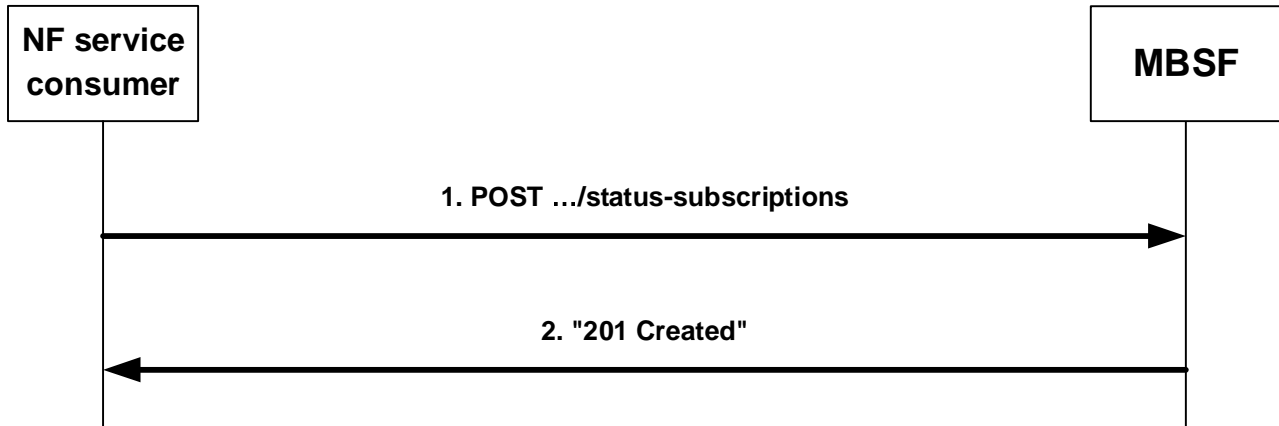 NF service
consumer
MBSF
1. POST …/status-subscriptions
2. "201 Created"